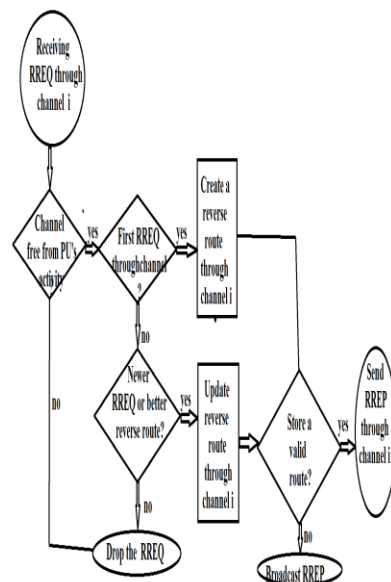 Receiving
RREQ through
channel i
Channel
free from PU's
activity
yes
First RREQ
throughchannel
?
yes
Create a
reverse
route
through
channel i
no
no
Newer
RREQ or better
reverse route?
yes
Update
reverse
route
through
channel i
Store a
valid
route?
yes
Send
RREP
through
channel i
no
Drop the RREQ
no
Broadcast RREP